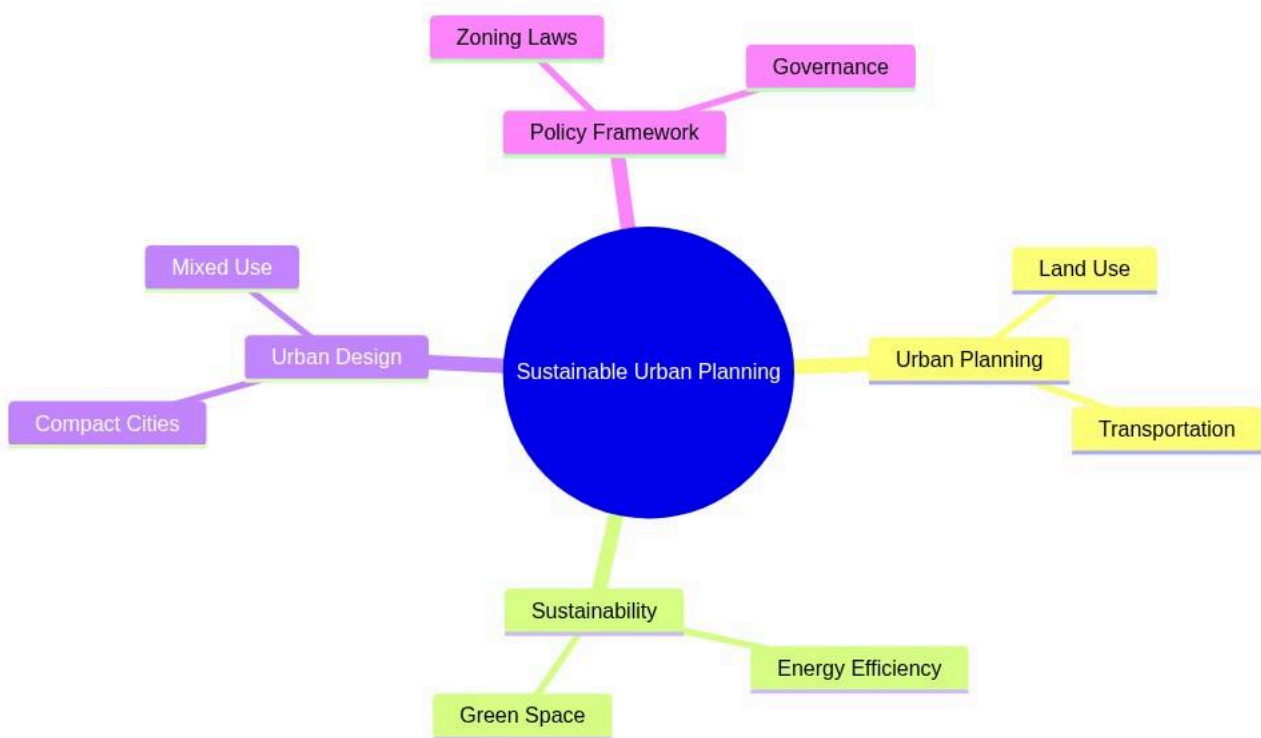 Zoning Laws
Governance
Policy Framework
Mixed Use
Land Use
Urban Design
Sustainable Urban Planning
Urban Planning
Compact Cities
Transportation
Sustainability
Energy Efficiency
Green Space